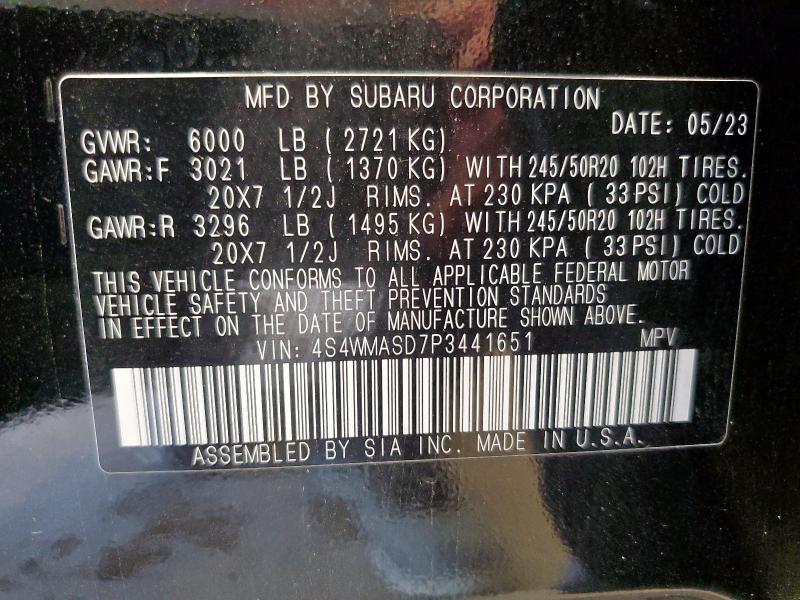 MFD BY SUBARU CORPORATION
DATE: 05/23
GVWR: 6000 LB ( 2721 KG)
GAWR:F 3021 LB ( 1370 KG) WITH 245/50R20 102H TIRES.
20X7 1/2J RIMS. AT 230 KPA ( 33 PSI) COLD
GAWR:R 3296 LB ( 1495 KG) WITH 245/50R20 102H TIRES.
20X7 1/2J RIMS. AT 230 KPA ( 33 PSI) COLD
THIS VEHICLE CONFORMS TO ALL APPLICABLE FEDERAL MOTOR
VEHICLE SAFETY AND THEFT PREVENTION STANDARDS
IN EFFECT ON THE DATE OF MANUFACTURE SHOWN ABOVE.
VIN: 4S4WMASD7P3441651 MPV
ASSEMBLED BY SIA INC. MADE IN U.S.A.